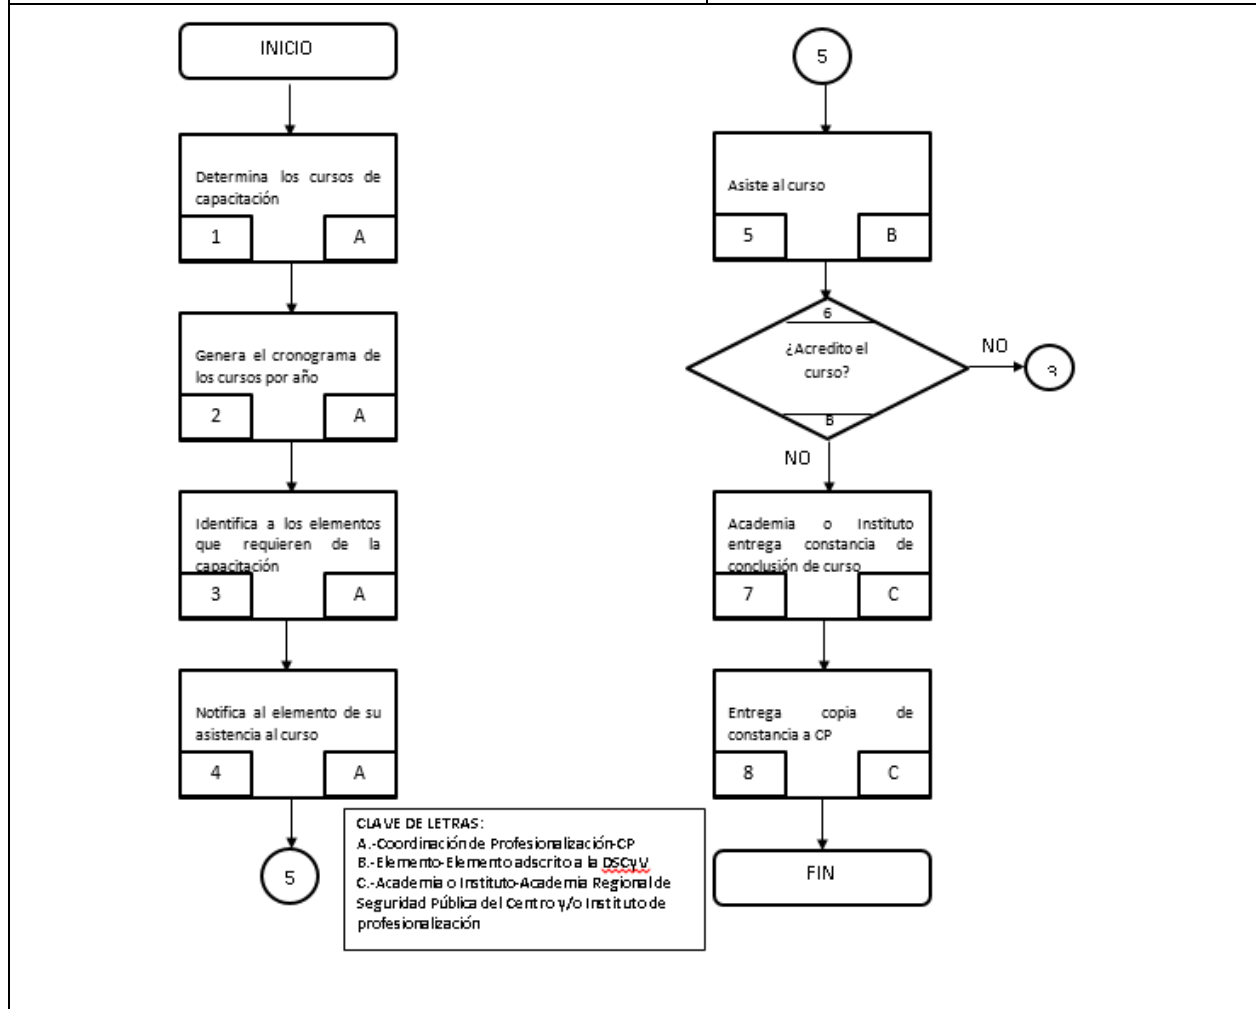 INICIO
Determina los cursos de
capacitación
1
A
Genera el cronograma de
los cursos por año
2
A
Identifica a los elementos
que requieren de la
capacitación
3
A
Notifica al elemento de su
asistencia al curso
4
A
5
CLAVE DE LETRAS:
A.-Coordinación de Profesionalización-CP
B.-Elemento-Elemento adscrito a la DSCyV
C.-Academia o Instituto-Academia Regional de
Seguridad Pública del Centro y/o Instituto de
profesionalización
5
Asiste al curso
5
B
6
¿Acredito el
curso?
B
NO
3
NO
Academia o Instituto
entrega constancia de
conclusión de curso
7
C
Entrega copia de
constancia a CP
8
C
FIN